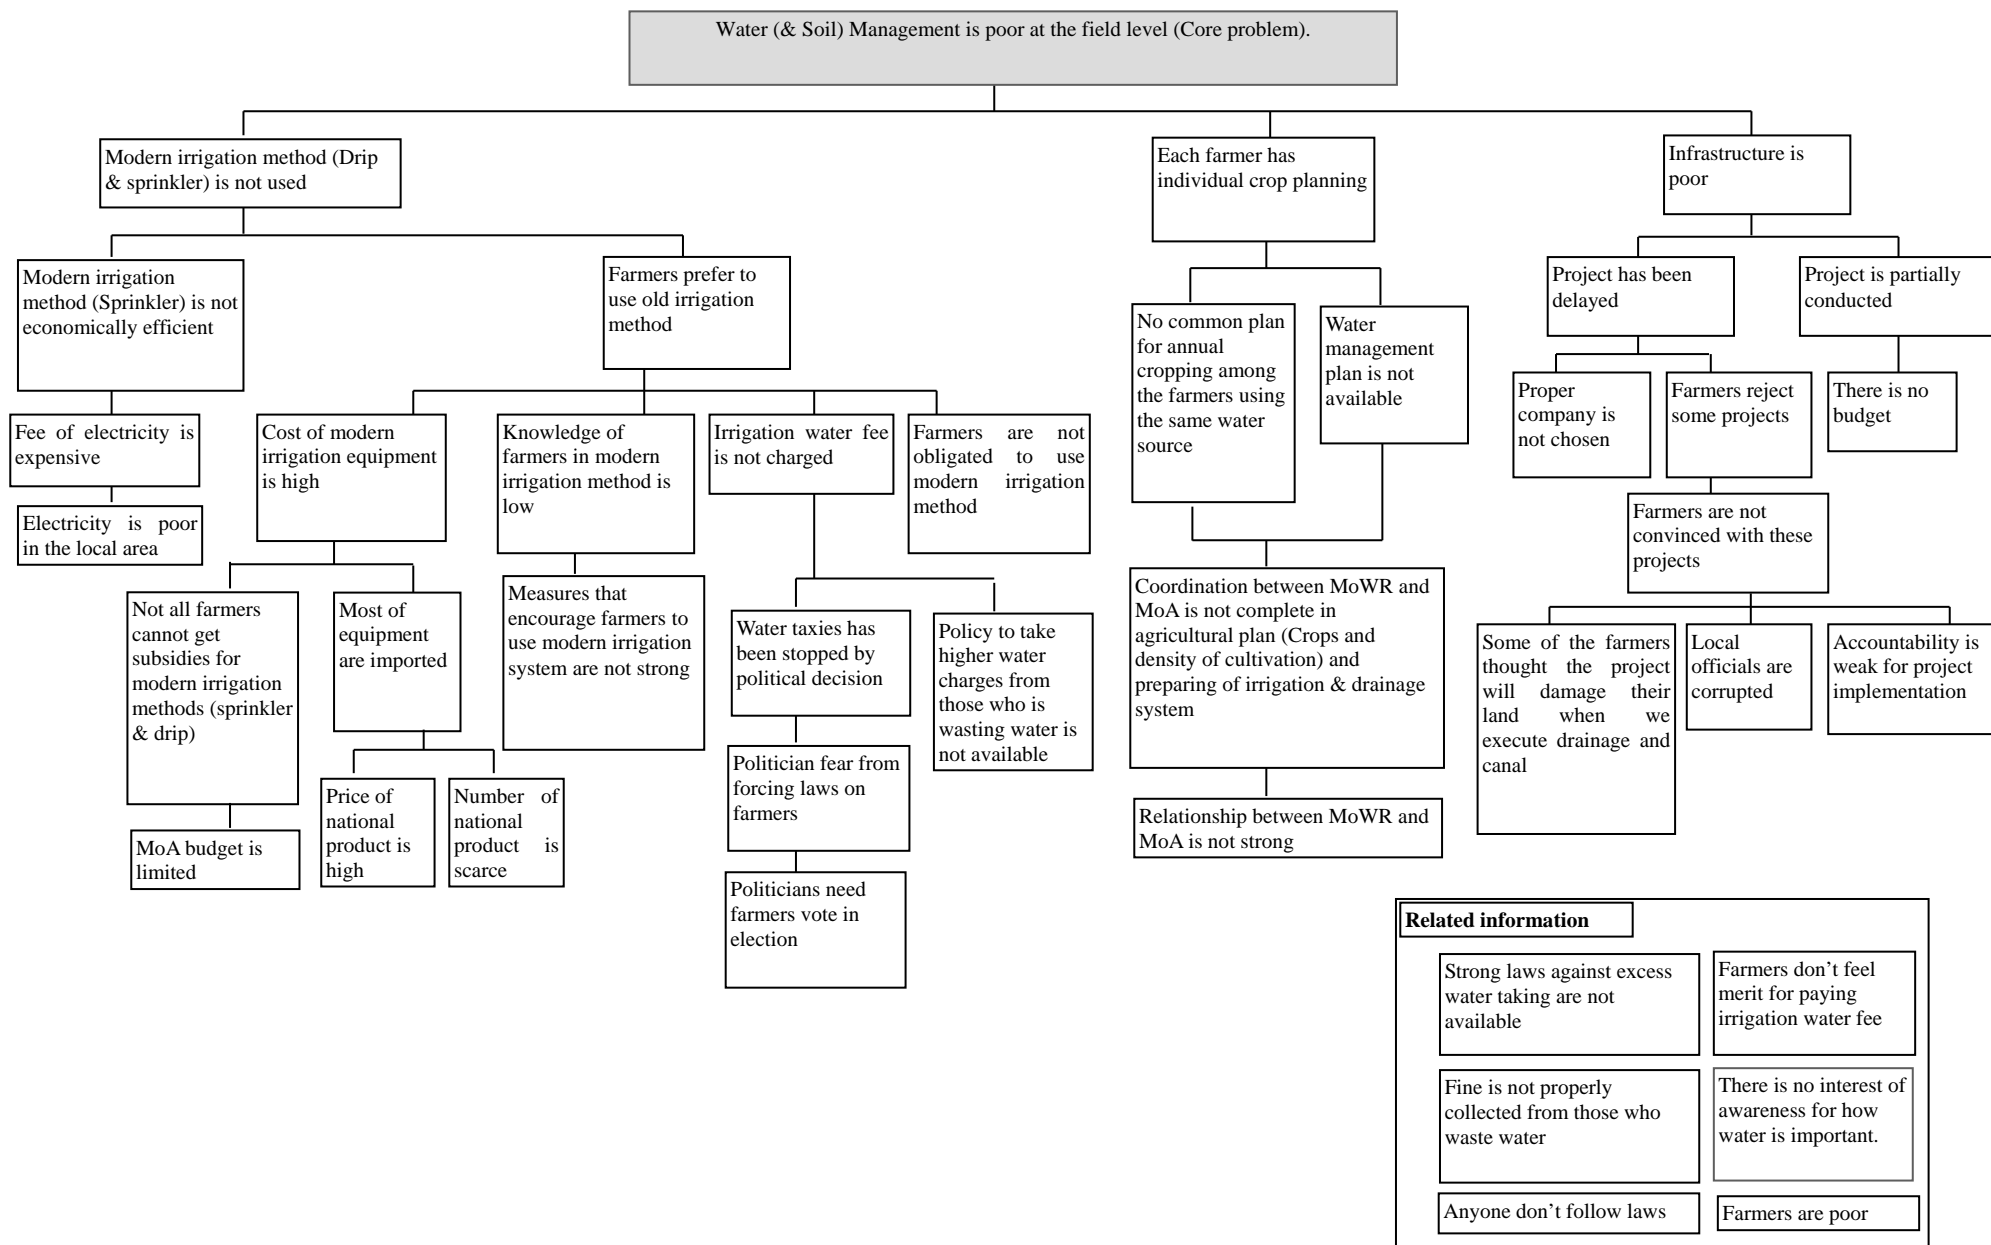 Water (& Soil) Management is poor at the field level (Core problem).
Modern irrigation method (Drip
& sprinkler) is not used
Each farmer has
individual crop planning
Infrastructure is
poor
Modern irrigation
method (Sprinkler) is not
economically efficient
Farmers prefer to
use old irrigation
method
No common plan
for annual
cropping among
the farmers using
the same water
source
Water
management
plan is not
available
Project has been
delayed
Project is partially
conducted
Proper
company is
not chosen
Farmers reject
some projects
There is no
budget
Fee of electricity is
expensive
Cost of modern
irrigation equipment
is high
Knowledge of
farmers in modern
irrigation method is
low
Irrigation water fee
is not charged
Farmers are not
obligated to use
modern irrigation
method
Electricity is poor
in the local area
Farmers are not
convinced with these
projects
Not all farmers
cannot get
subsidies for
modern irrigation
methods (sprinkler
& drip)
Most of
equipment
are imported
Measures that
encourage farmers to
use modern irrigation
system are not strong
Water taxies has
been stopped by
political decision
Policy to take
higher water
charges from
those who is
wasting water is
not available
Coordination between MoWR and
MoA is not complete in
agricultural plan (Crops and
density of cultivation) and
preparing of irrigation & drainage
system
Some of the farmers
thought the project
will damage their
land when we
execute drainage and
canal
Local
officials are
corrupted
Accountability is
weak for project
implementation
Price of
national
product is
high
Number of
national
product is
scarce
Politician fear from
forcing laws on
farmers
Relationship between MoWR and
MoA is not strong
MoA budget is
limited
Politicians need
farmers vote in
election
Related information
Strong laws against excess
water taking are not
available
Farmers don’t feel
merit for paying
irrigation water fee
Fine is not properly
collected from those who
waste water
There is no interest of
awareness for how
water is important.
Anyone don’t follow laws
Farmers are poor